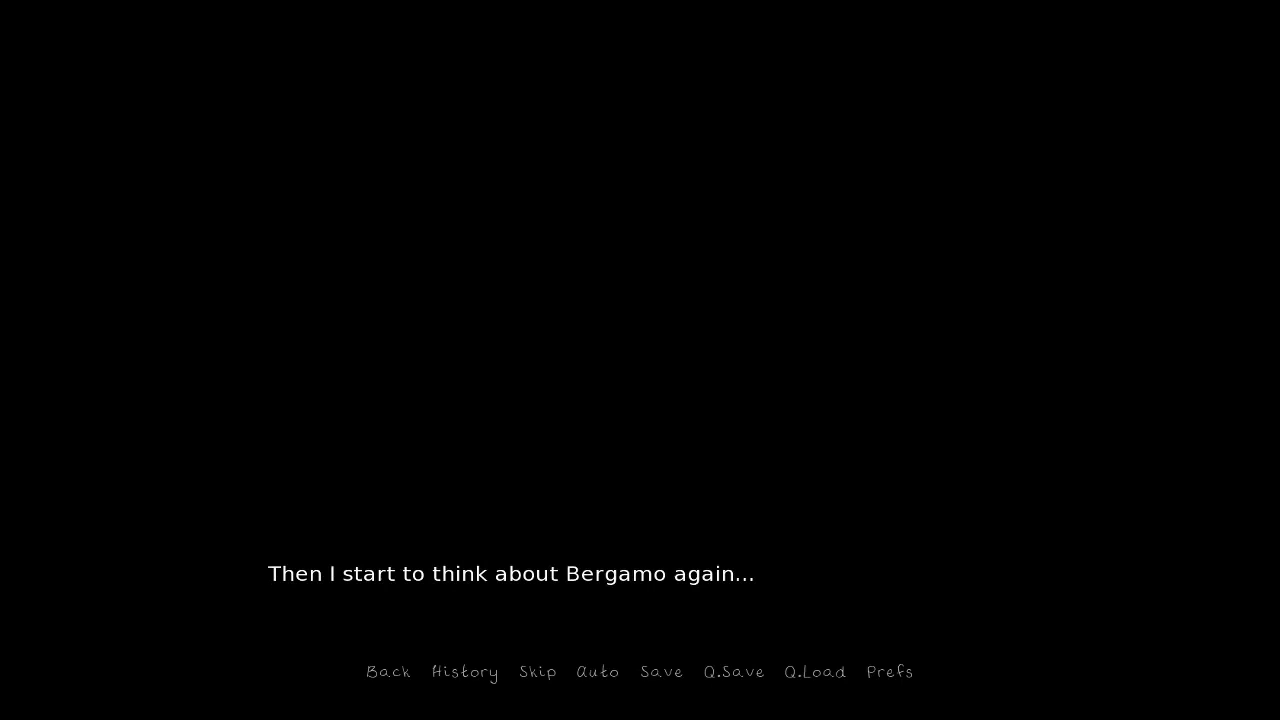 Then I start to think about Bergamo again...
Back History Skip Auto Save Q.Save Q.Load Prefs